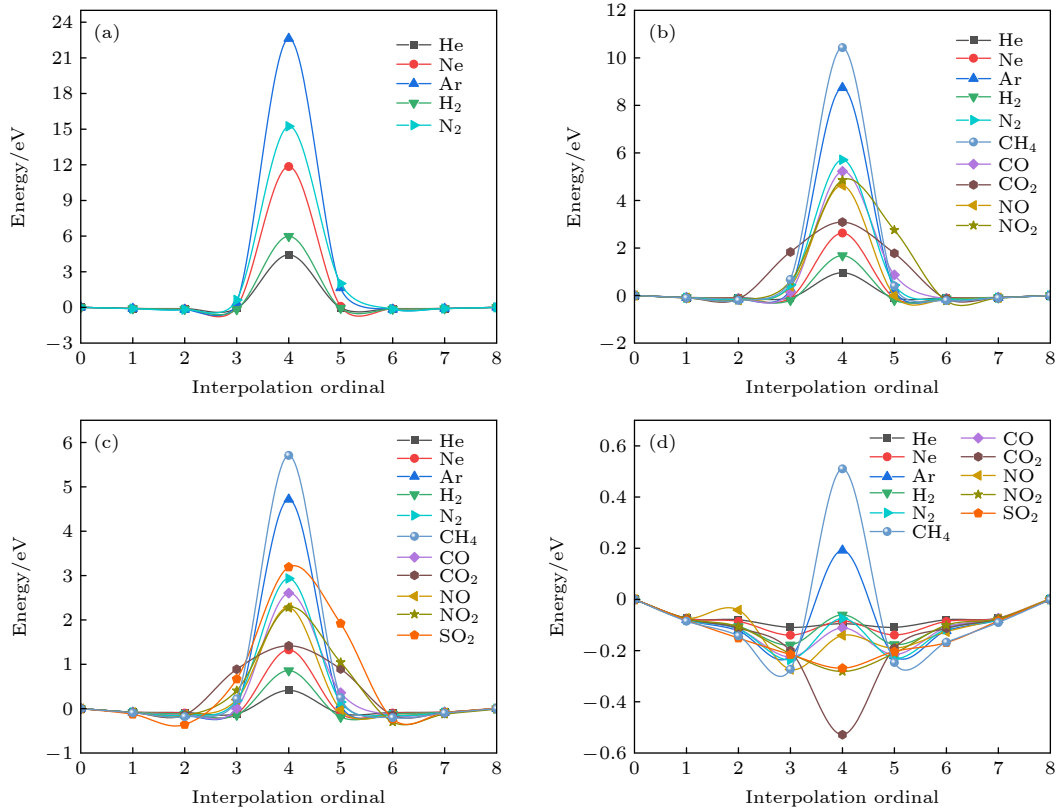 (a)
24
21
18
15
12
9
6
3
0
−3
Energy/eV
He
Ne
Ar
H₂
N₂
0 1 2 3 4 5 6 7 8
Interpolation ordinal
(b)
12
10
8
6
4
2
0
−2
Energy/eV
He
Ne
Ar
H₂
N₂
CH₄
CO
CO₂
NO
NO₂
0 1 2 3 4 5 6 7 8
Interpolation ordinal
(c)
6
5
4
3
2
1
0
−1
Energy/eV
He
Ne
Ar
H₂
N₂
CH₄
CO
CO₂
NO
NO₂
SO₂
0 1 2 3 4 5 6 7 8
Interpolation ordinal
(d)
0.6
0.4
0.2
0
−0.2
−0.4
−0.6
Energy/eV
He
Ne
Ar
H₂
N₂
CH₄
CO
CO₂
NO
NO₂
SO₂
0 1 2 3 4 5 6 7 8
Interpolation ordinal